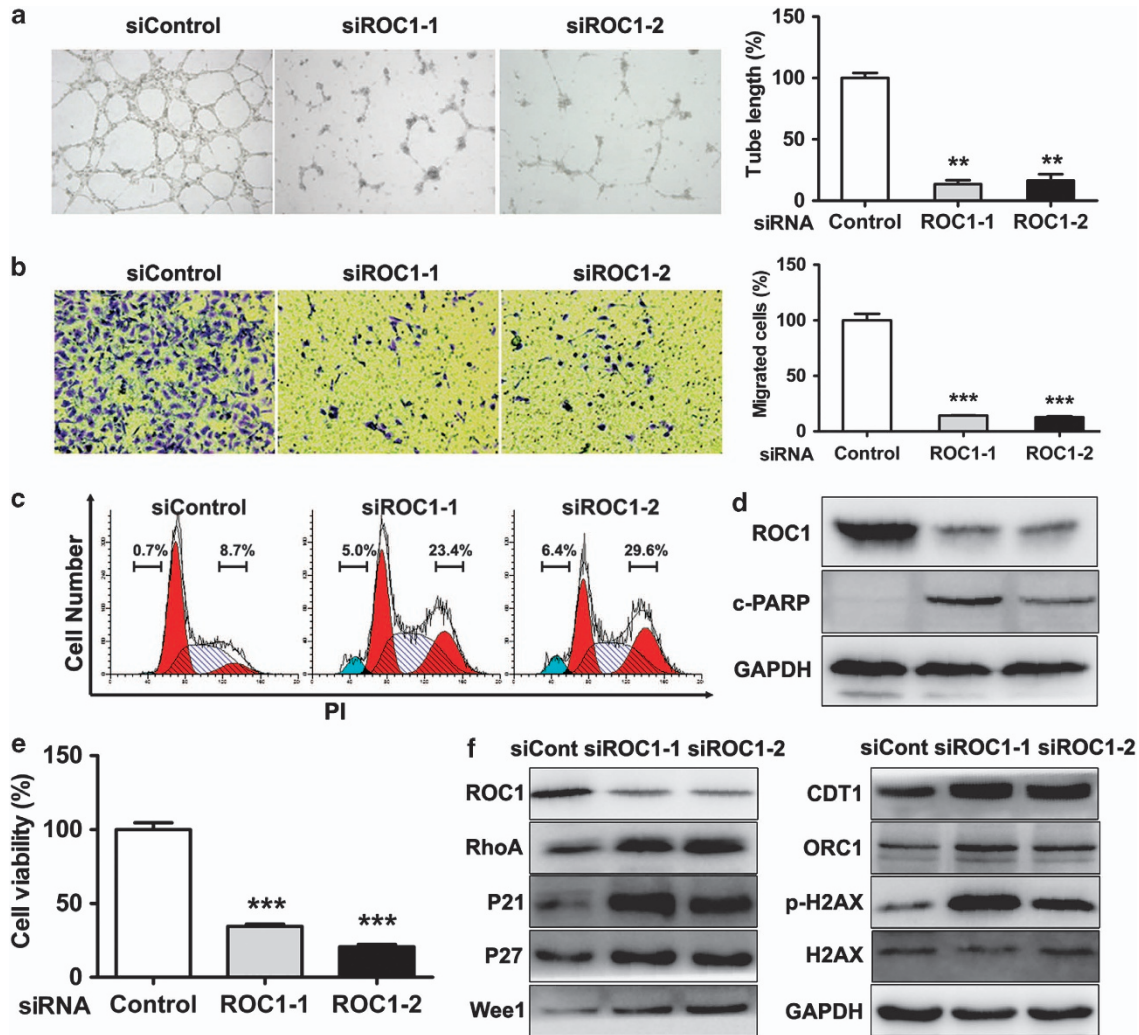 a
siControl siROC1-1 siROC1-2
Tube length (%)
150
100
50
0
** **
siRNA Control ROC1-1 ROC1-2
b
siControl siROC1-1 siROC1-2
Migrated cells (%)
150
100
50
0
*** ***
siRNA Control ROC1-1 ROC1-2
c
siControl siROC1-1 siROC1-2
0.7% 8.7% 5.0% 23.4% 6.4% 29.6%
Cell Number
PI
d
ROC1
c-PARP
GAPDH
e
Cell viability (%)
150
100
50
0
*** ***
siRNA Control ROC1-1 ROC1-2
f
siCont siROC1-1 siROC1-2
ROC1
RhoA
P21
P27
Wee1
siCont siROC1-1 siROC1-2
CDT1
ORC1
p-H2AX
H2AX
GAPDH